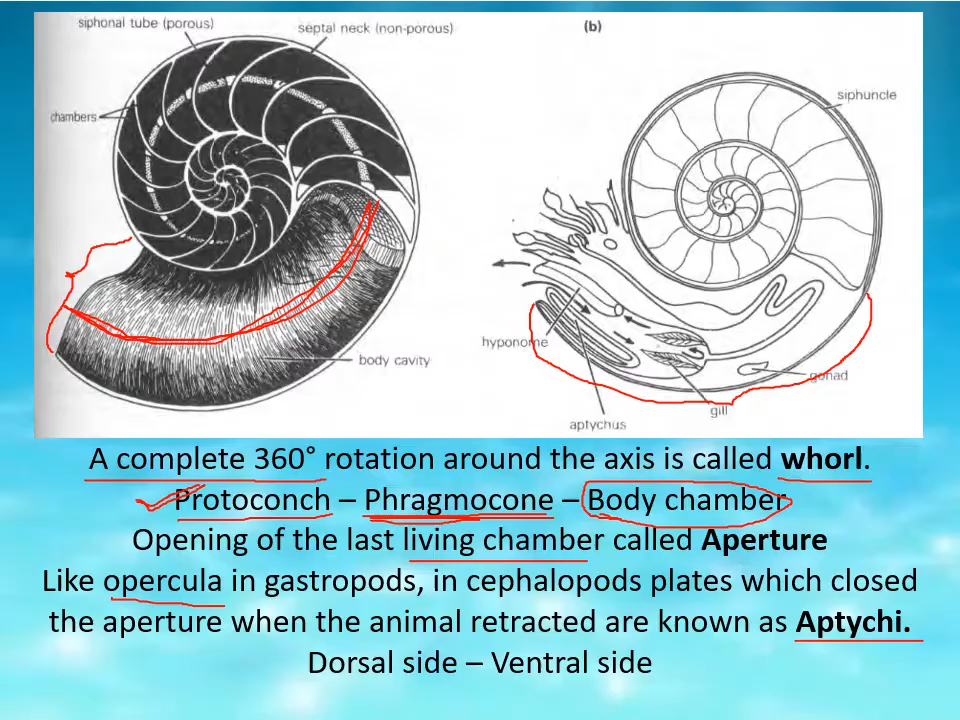 siphonal tube (porous)
septal neck (non-porous)
(b)
siphuncle
chambers
hyponome
body cavity
gonad
gill
aptychus
A complete 360° rotation around the axis is called whorl.
Protoconch – Phragmocone – Body chamber
Opening of the last living chamber called Aperture
Like opercula in gastropods, in cephalopods plates which closed
the aperture when the animal retracted are known as Aptychi.
Dorsal side – Ventral side